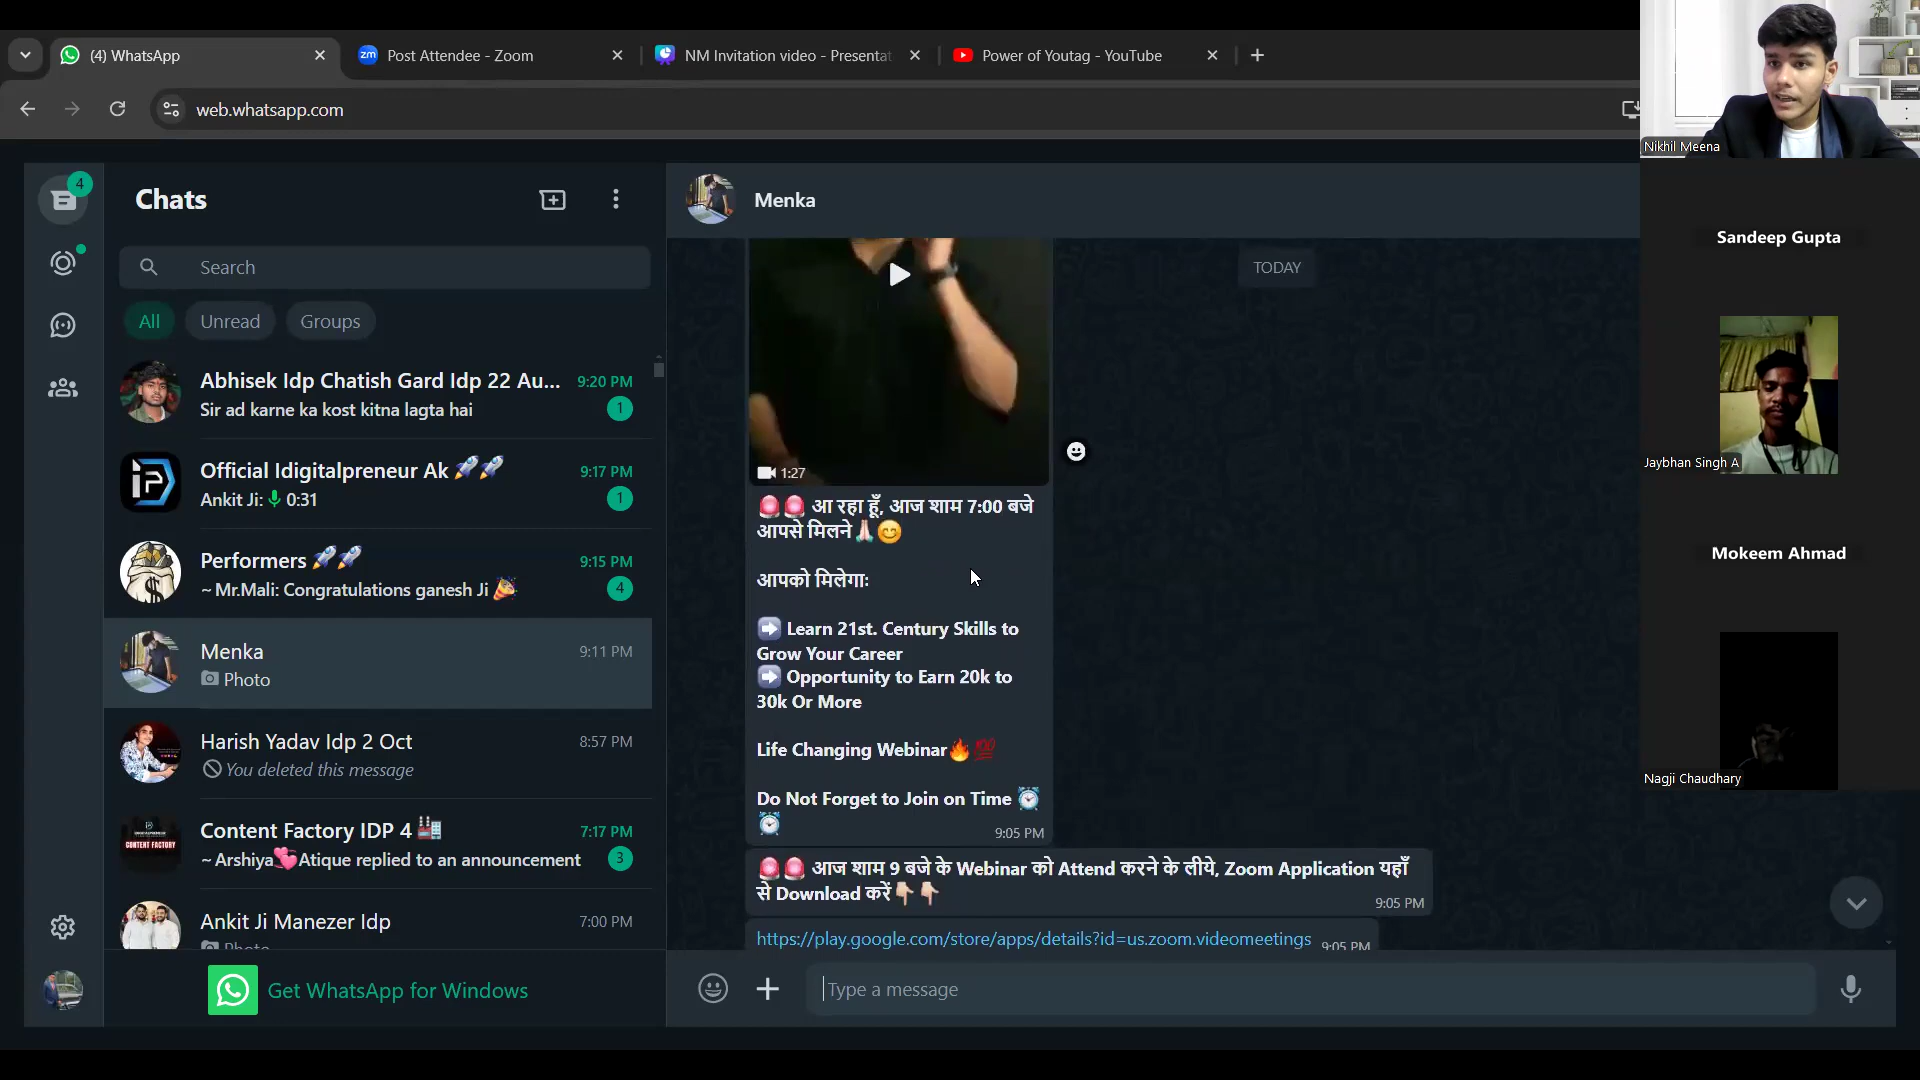 (4) WhatsApp
Post Attendee - Zoom
NM Invitation video - Presentat
Power of Youtag - YouTube
web.whatsapp.com
Nikhil Meena
4
Chats
Search
All
Unread
Groups
Abhisek Idp Chatish Gard Idp 22 Au...
9:20 PM
Sir ad karne ka kost kitna lagta hai
1
Official Idigitalpreneur Ak 🚀🚀
9:17 PM
Ankit Ji: 0:31
1
Performers 🚀🚀
9:15 PM
~ Mr.Mali: Congratulations ganesh Ji 🎉
4
Menka
9:11 PM
Photo
Harish Yadav Idp 2 Oct
8:57 PM
You deleted this message
CONTENT FACTORY
Content Factory IDP 4 🏭
7:17 PM
~ Arshiya💞Atique replied to an announcement
3
Ankit Ji Manezer Idp
7:00 PM
Photo
Get WhatsApp for Windows
Menka
TODAY
1:27
🚨🚨 आ रहा हूँ, आज शाम 7:00 बजे
आपसे मिलने🙏🏻😊
आपको मिलेगाः
➡️ Learn 21st. Century Skills to
Grow Your Career
➡️ Opportunity to Earn 20k to
30k Or More
Life Changing Webinar🔥💯
Do Not Forget to Join on Time ⏰
⏰
9:05 PM
🚨🚨 आज शाम 9 बजे के Webinar को Attend करने के लीये, Zoom Application यहाँ
से Download करें👇🏻👇🏻
9:05 PM
https://play.google.com/store/apps/details?id=us.zoom.videomeetings
9:05 PM
Type a message
Sandeep Gupta
Jaybhan Singh A
Mokeem Ahmad
Nagji Chaudhary